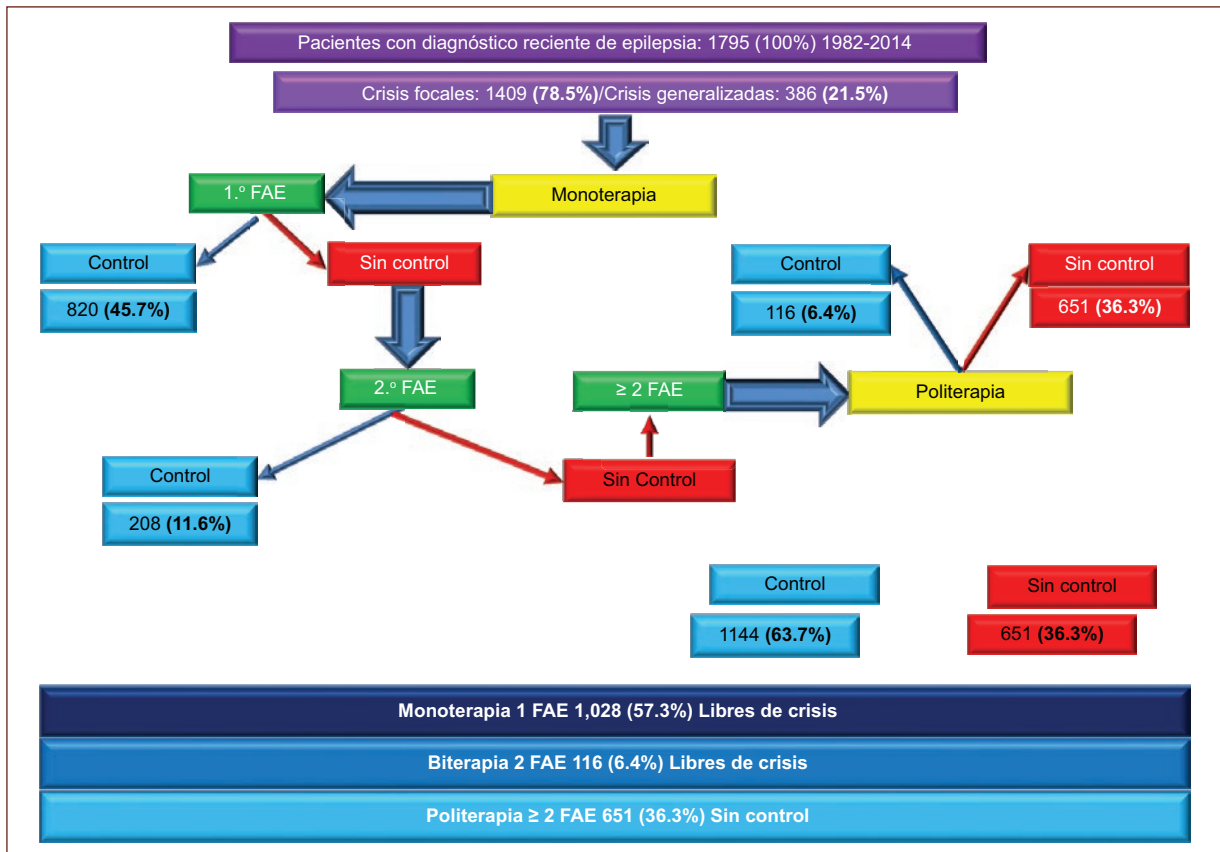 Pacientes con diagnóstico reciente de epilepsia: 1795 (100%) 1982-2014
Crisis focales: 1409 (78.5%)/Crisis generalizadas: 386 (21.5%)
1.º FAE
Monoterapia
Control
820 (45.7%)
Sin control
Control
116 (6.4%)
Sin control
651 (36.3%)
2.º FAE
≥ 2 FAE
Politerapia
Control
208 (11.6%)
Sin Control
Control
1144 (63.7%)
Sin control
651 (36.3%)
Monoterapia 1 FAE 1,028 (57.3%) Libres de crisis
Biterapia 2 FAE 116 (6.4%) Libres de crisis
Politerapia ≥ 2 FAE 651 (36.3%) Sin control